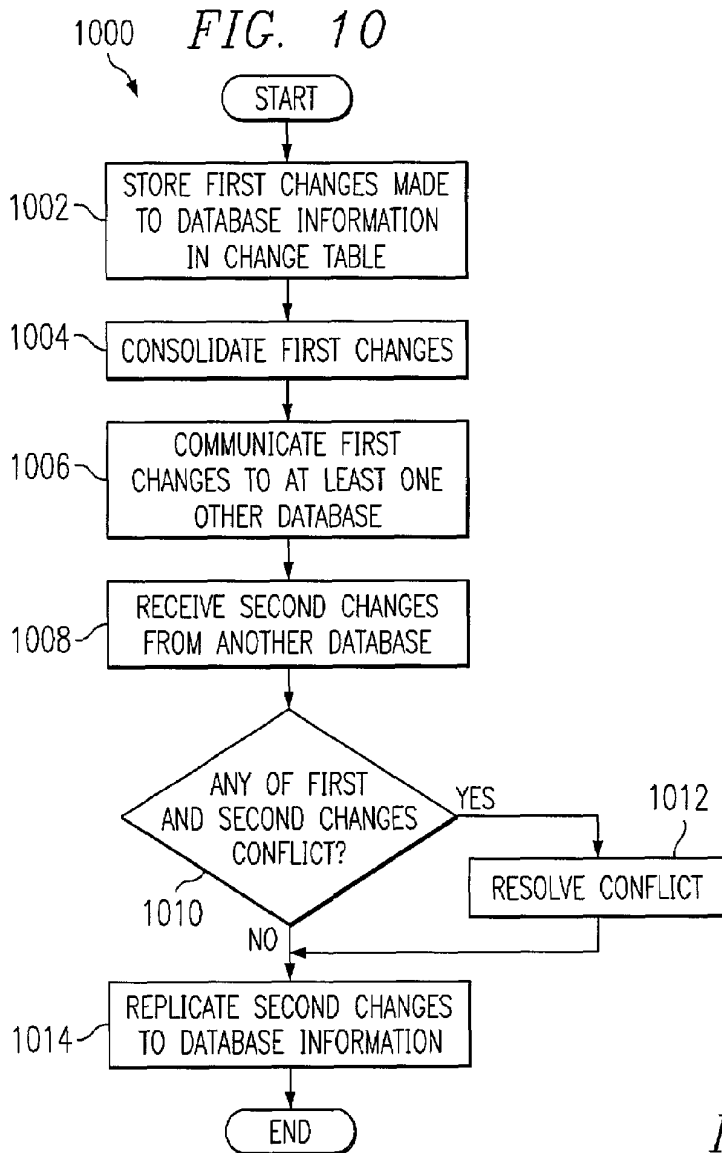 1000 FIG. 10
START
1002
STORE FIRST CHANGES MADE
TO DATABASE INFORMATION
IN CHANGE TABLE
1004
CONSOLIDATE FIRST CHANGES
1006
COMMUNICATE FIRST
CHANGES TO AT LEAST ONE
OTHER DATABASE
1008
RECEIVE SECOND CHANGES
FROM ANOTHER DATABASE
ANY OF FIRST
AND SECOND CHANGES
CONFLICT?
1010
YES
1012
RESOLVE CONFLICT
NO
1014
REPLICATE SECOND CHANGES
TO DATABASE INFORMATION
END